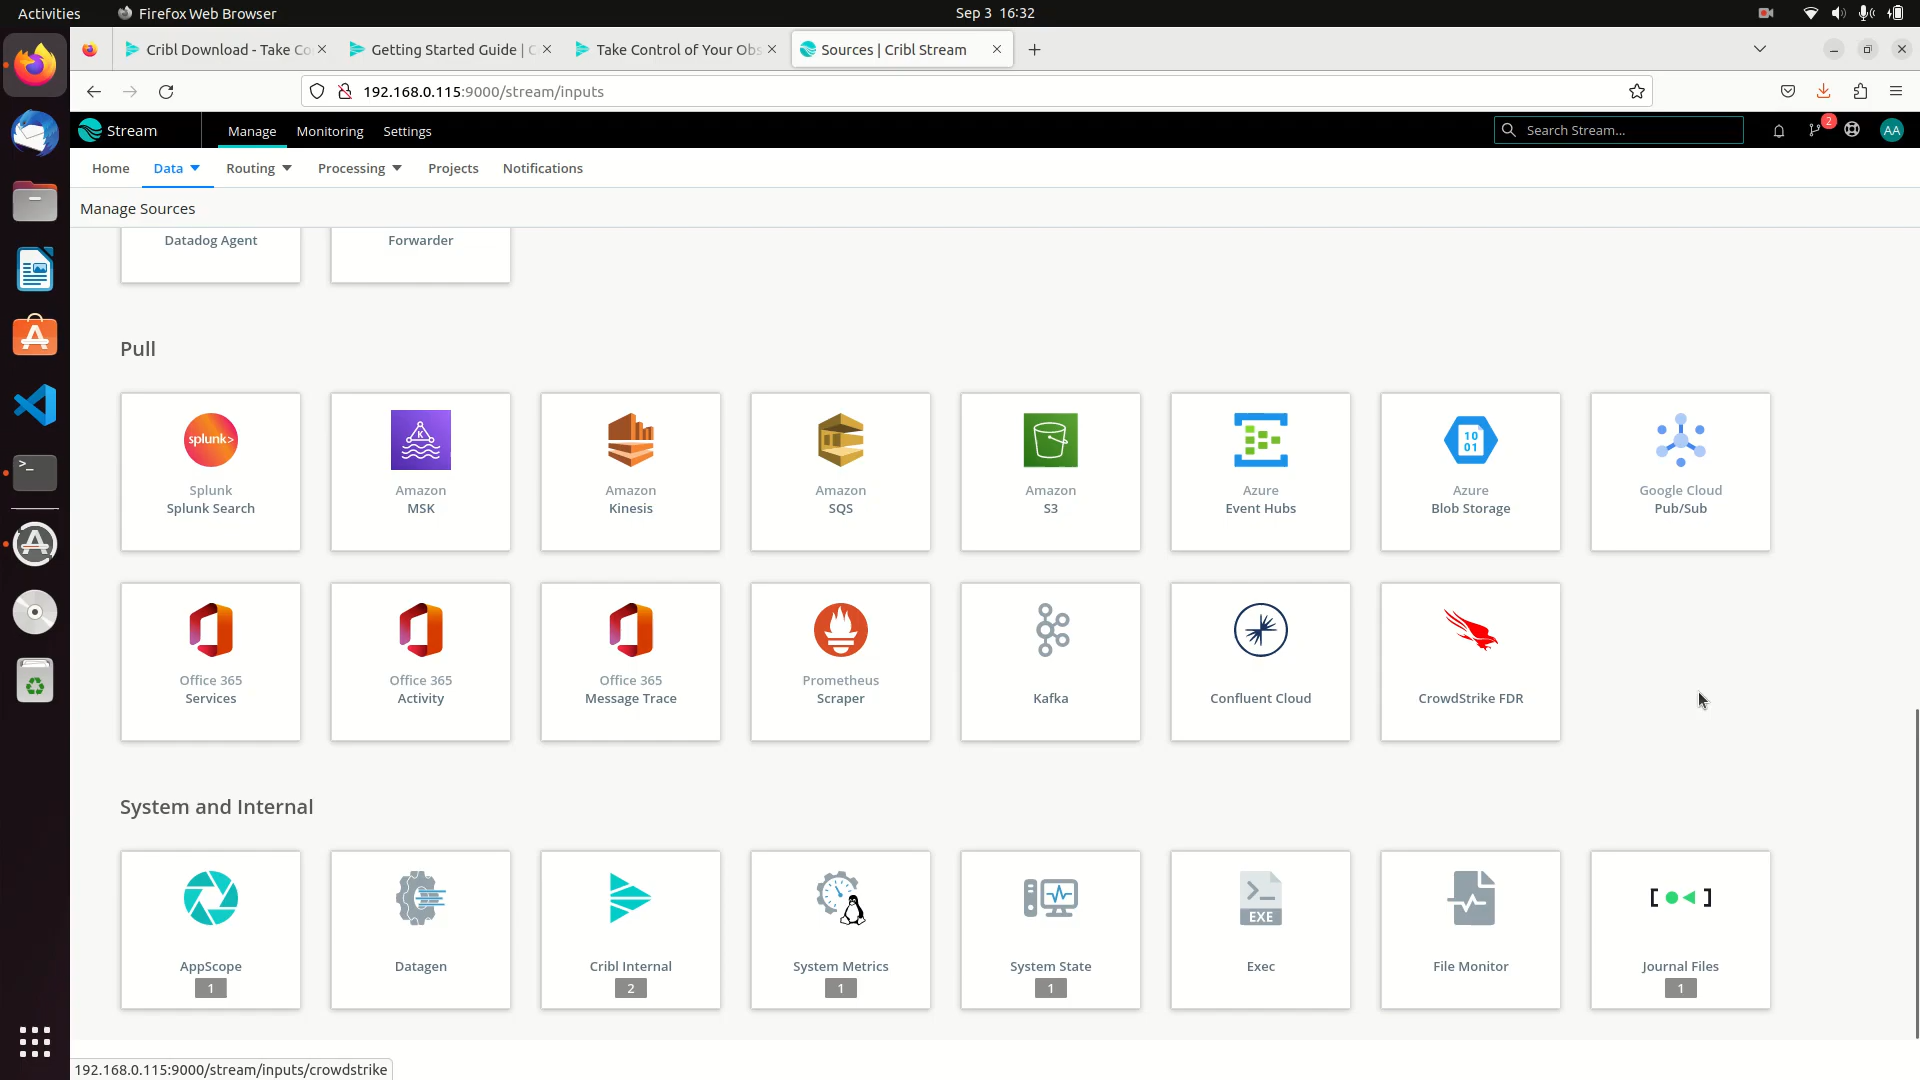 Activities
Firefox Web Browser
Sep 3 16:32
Cribl Download - Take Co
Getting Started Guide | C
Take Control of Your Obs
Sources | Cribl Stream
192.168.0.115:9000/stream/inputs
Stream
Manage
Monitoring
Settings
Search Stream...
2
AA
Home
Data
Routing
Processing
Projects
Notifications
Manage Sources
Datadog Agent
Forwarder
Pull
splunk>
Splunk
Splunk Search
K
Amazon
MSK
Amazon
Kinesis
Amazon
SQS
Amazon
S3
Azure
Event Hubs
10
01
Azure
Blob Storage
Google Cloud
Pub/Sub
Office 365
Services
Office 365
Activity
Office 365
Message Trace
Prometheus
Scraper
Kafka
Confluent Cloud
CrowdStrike FDR
System and Internal
AppScope
1
Datagen
Cribl Internal
2
System Metrics
1
System State
1
EXE
Exec
File Monitor
Journal Files
1
192.168.0.115:9000/stream/inputs/crowdstrike